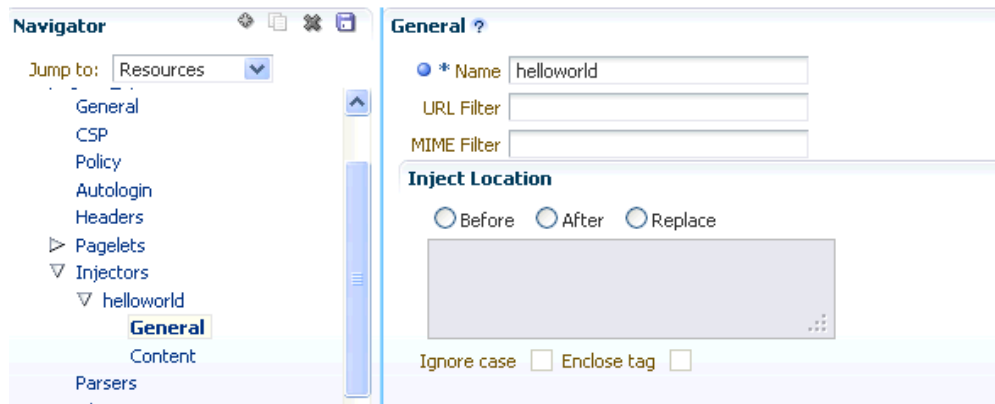 Navigator
Jump to: Resources
General
CSP
Policy
Autologin
Headers
Pagelets
Injectors
helloworld
General
Content
Parsers
General ?
* Name helloworld
URL Filter
MIME Filter
Inject Location
Before After Replace
Ignore case Enclose tag